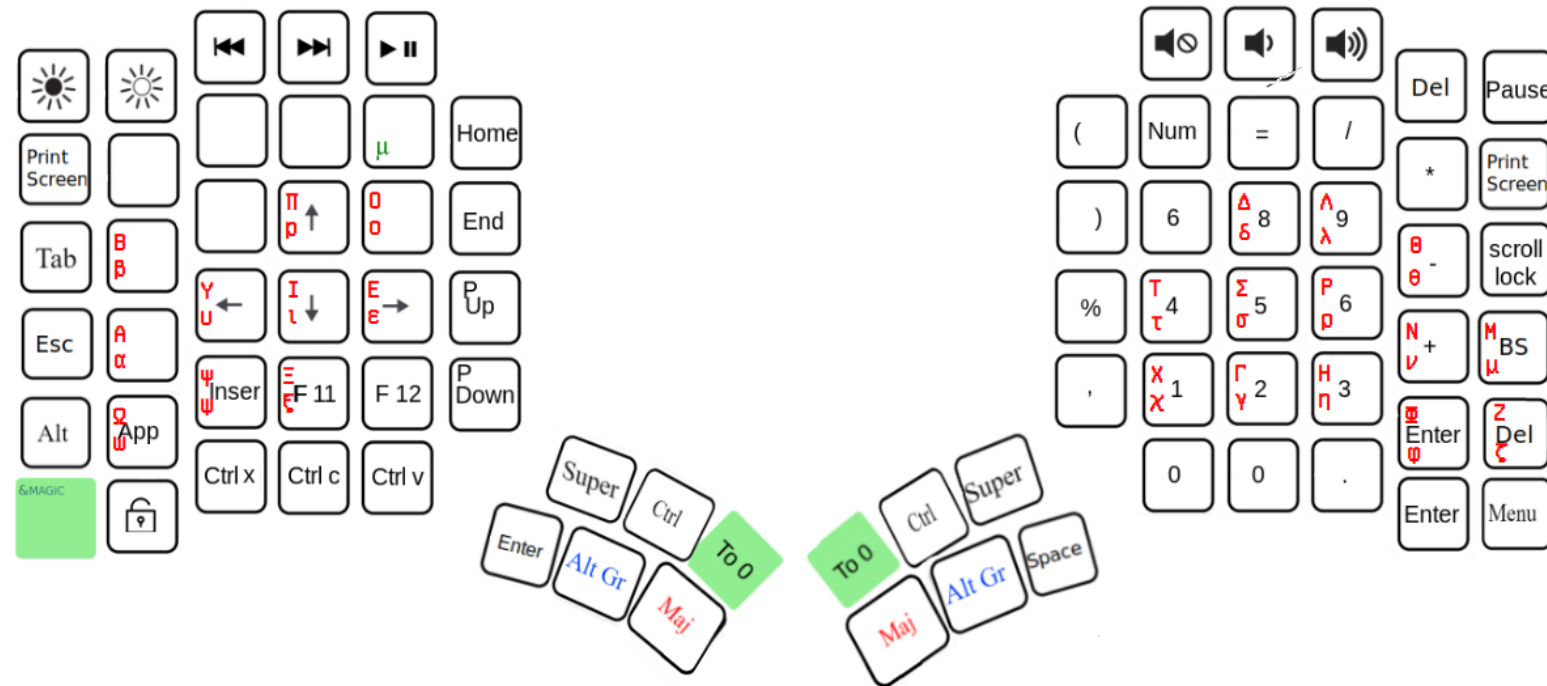 Print
Screen
μ
Home
Π
p
Ο
ο
End
Tab
Β
β
Υ
υ
Ι
ι
Ε
ε
P
Up
Esc
Α
α
Ψ
ψ
Inser
Ξ
ξ
F 11
F 12
P
Down
Alt
Ω
ω
App
Ctrl x
Ctrl c
Ctrl v
&MAGIC
Super
Ctrl
To 0
Enter
Alt Gr
Maj
Del
Pause
(
Num
=
/
*
Print
Screen
)
6
Δ
δ
8
Λ
λ
9
Θ
θ
-
scroll
lock
%
Τ
τ
4
Σ
σ
5
Ρ
ρ
6
Ν
ν
+
Μ
μ
BS
,
Χ
χ
1
Γ
γ
2
Η
η
3
Φ
φ
Enter
Ζ
ζ
Del
0
0
.
Enter
Menu
To 0
Ctrl
Super
Maj
Alt Gr
Space